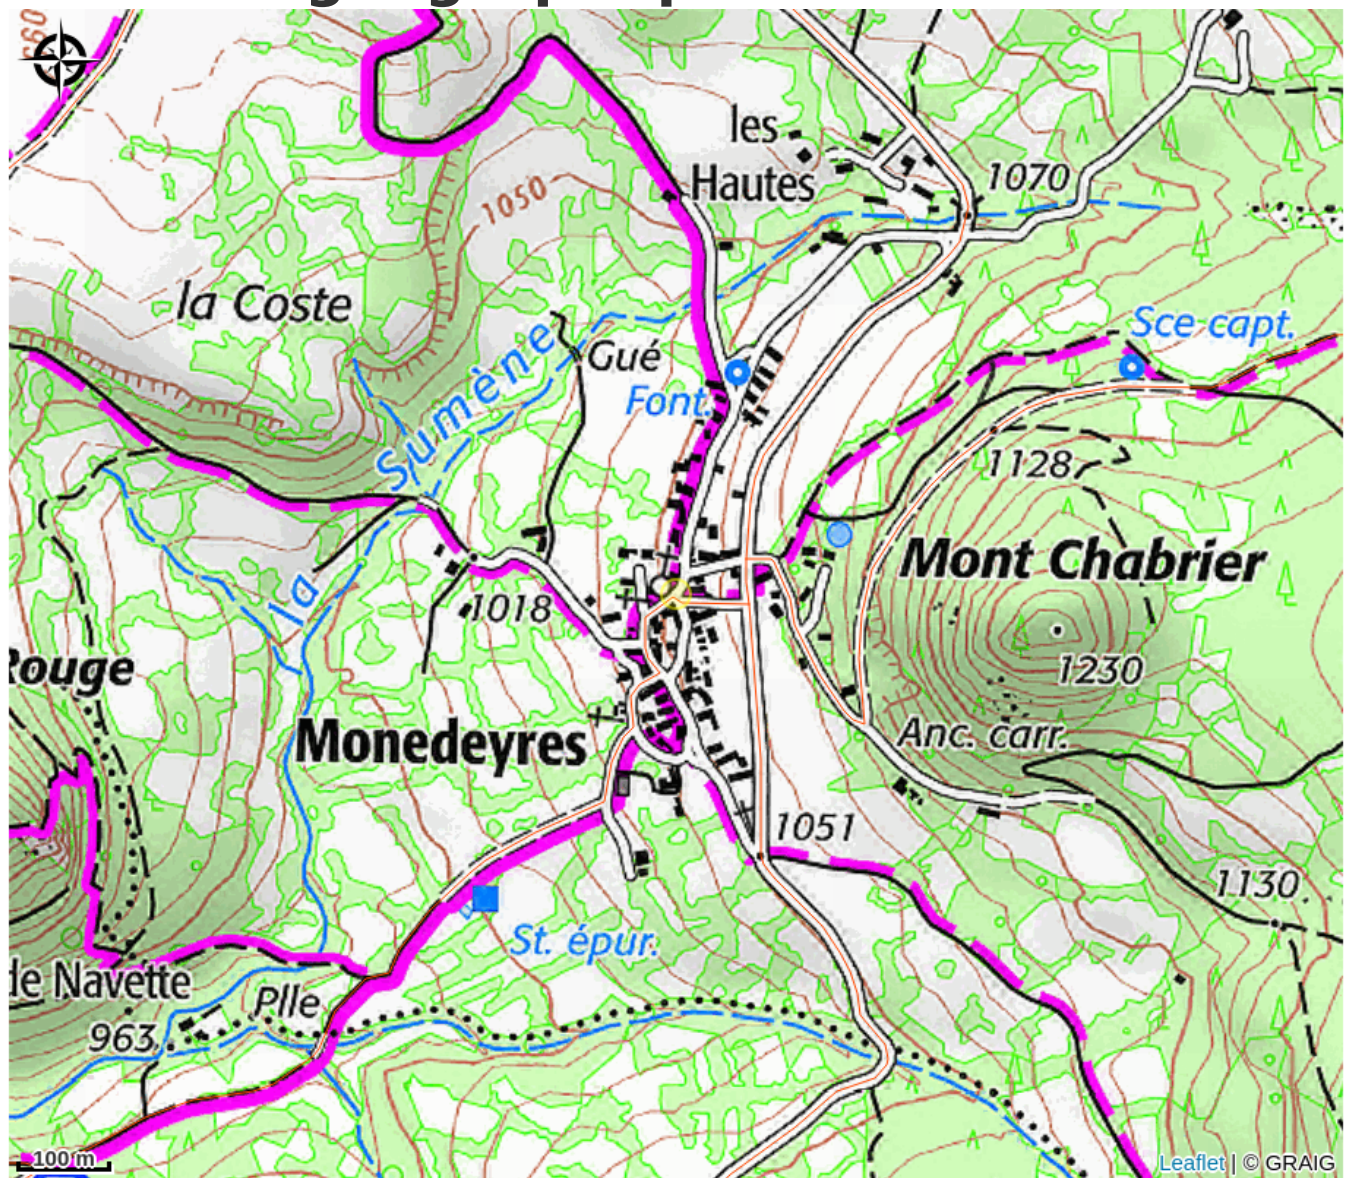 les
Hautes
1070
1050
la Coste
Sce capt.
Gué
Font.
Sumène
1128
Mont Chabrier
la
1018
1230
Rouge
Monedeyres
Anc. carr.
1051
1130
St. épur.
de Navette
Plle
963
100 m
Leaflet | © GRAIG